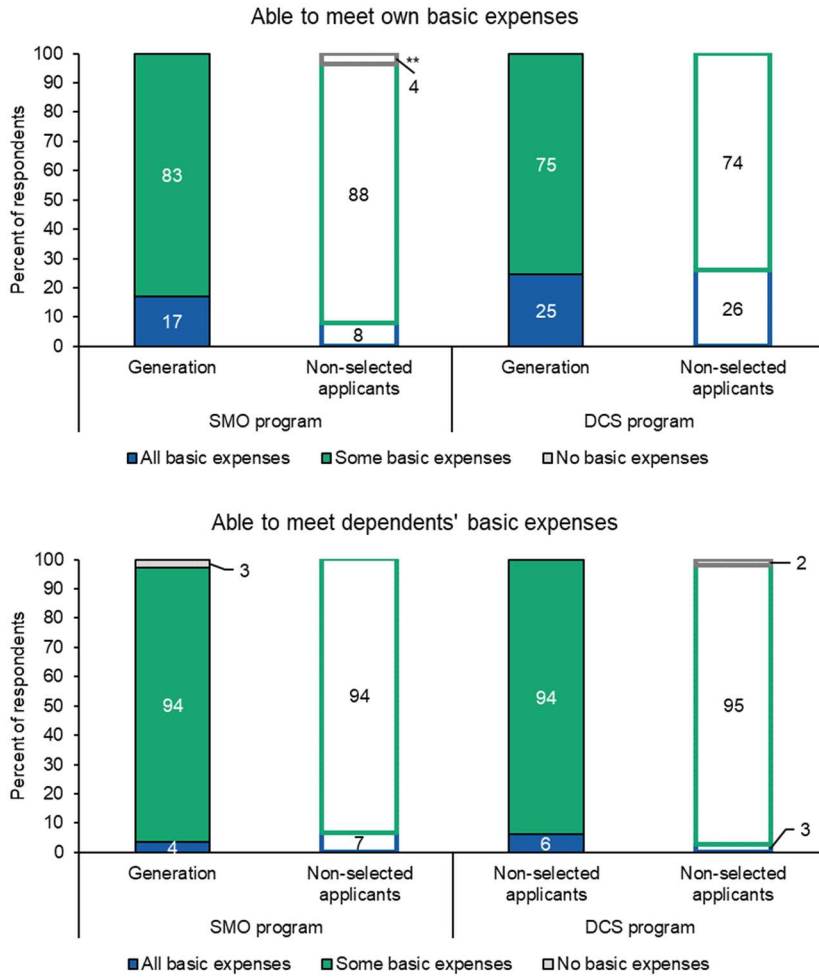 Able to meet own basic expenses
Percent of respondents
100
90
80
70
60
50
40
30
20
10
0
83
17
**
4
88
8
75
25
74
26
Generation
Non-selected
applicants
Generation
Non-selected
applicants
SMO program
DCS program
All basic expenses
Some basic expenses
No basic expenses
Able to meet dependents' basic expenses
Percent of respondents
100
90
80
70
60
50
40
30
20
10
0
3
94
4
94
7
94
6
2
95
3
Generation
Non-selected
applicants
Non-selected
applicants
Non-selected
applicants
SMO program
DCS program
All basic expenses
Some basic expenses
No basic expenses